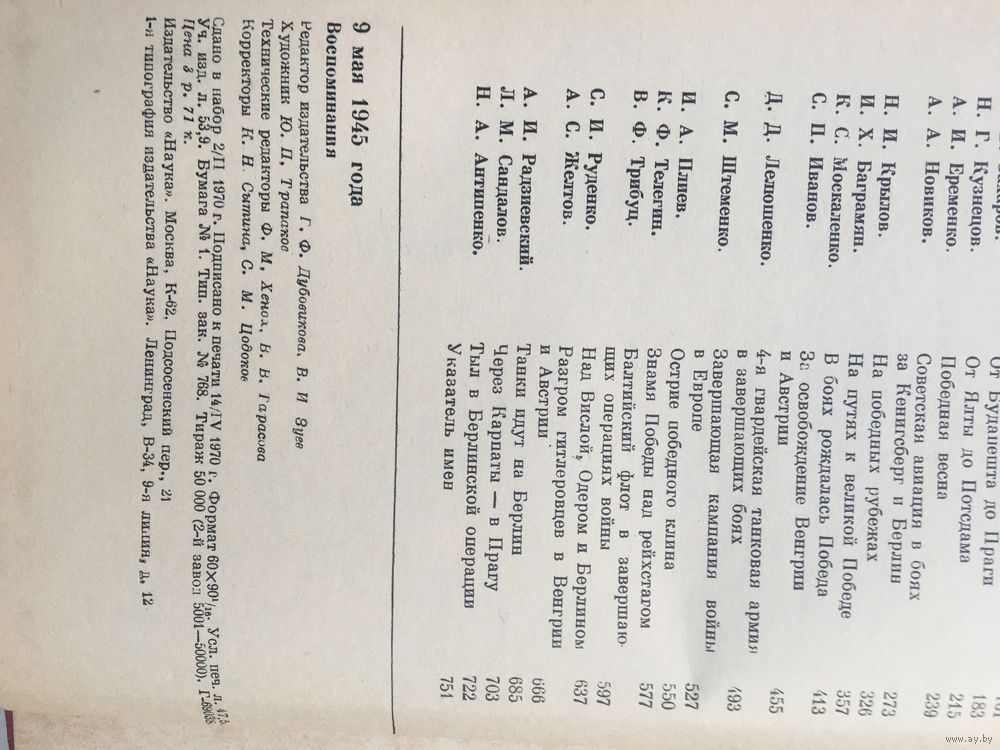 От Будапешта до Праги
Н. Г. Кузнецов. От Ялты до Потсдама 183
А. И. Еременко. Победная весна 215
А. А. Новиков. Советская авиация в боях
за Кенигсберг и Берлин 239
Н. И. Крылов. На победных рубежах 273
И. Х. Баграмян. На путях к великой Победе 326
К. С. Москаленко. В боях рождалась Победа 357
С. П. Иванов. За освобождение Венгрии
и Австрии 413
Д. Д. Лелюшенко. 4-я гвардейская танковая армия
в завершающих боях 455
С. М. Штеменко. Завершающая кампания войны
в Европе 493
И. А. Плиев. Острие победного клина 527
К. Ф. Телегин. Знамя Победы над рейхстагом 550
В. Ф. Трибуц. Балтийский флот в завершаю-
щих операциях войны 577
С. И. Руденко. Над Вислой, Одером и Берлином 597
А. С. Желтов. Разгром гитлеровцев в Венгрии
и Австрии 637
А. И. Радзиевский. Танки идут на Берлин 666
Л. М. Сандалов. Через Карпаты — в Прагу 685
Н. А. Антипенко. Тыл в Берлинской операции 703
Указатель имен 722
751
9 мая 1945 года
Воспоминания
Редактор издательства Г. Ф. Дубовикова, В. И Зуев
Художник Ю. П. Трапаков
Технические редакторы Ф. М. Хенох, В. В. Тарасова
Корректоры К. Н. Сытина, С. М. Цодоков
Сдано в набор 2/II 1970 г. Подписано к печати 14/IV 1970 г. Формат 60×90¹/₁₆. Усл. печ. л. 47,5
Уч. изд. л. 53,9. Бумага № 1. Тип. зак. № 768. Тираж 50 000 (2-й завод 5001—50000). Т-69038
Цена 3 р. 71 к.
Издательство «Наука». Москва, К-62, Подсосенский пер., 21
1-я типография издательства «Наука». Ленинград, В-34, 9-я линия, д. 12
www.ay.by